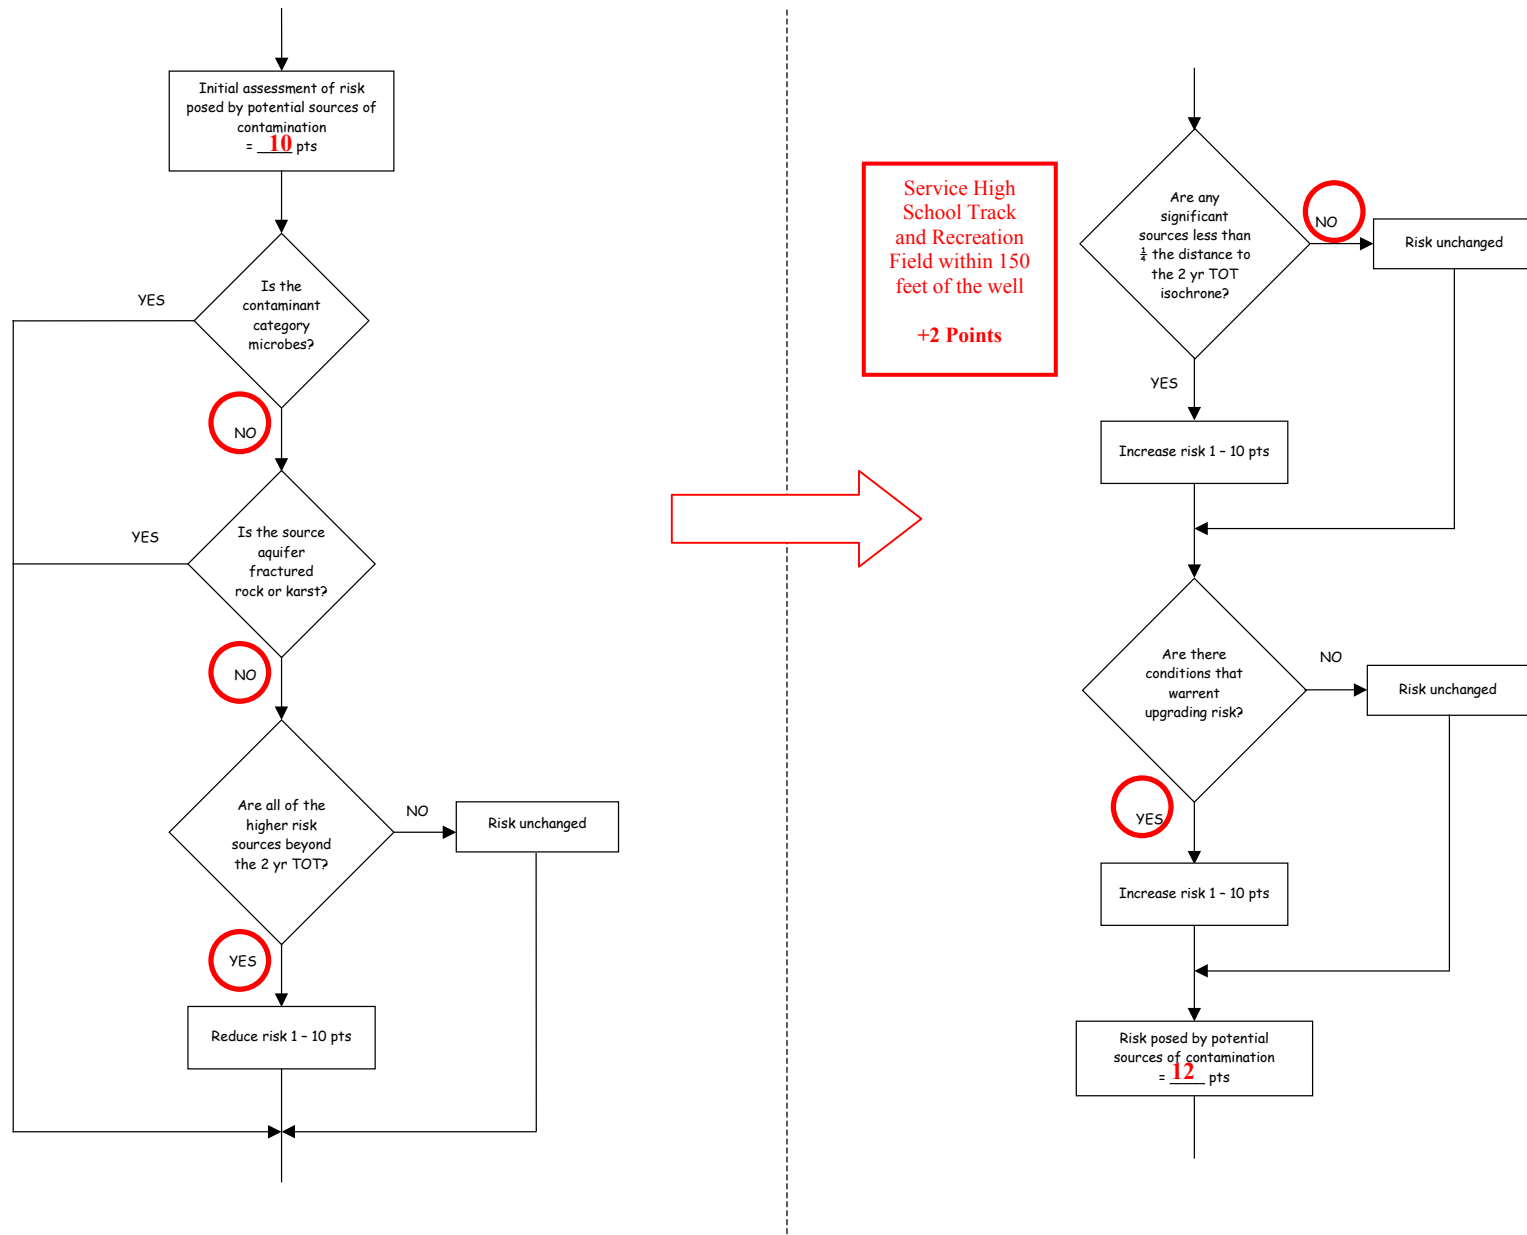 Initial assessment of risk
posed by potential sources of
contamination
= 10 pts
Is the
contaminant
category
microbes?
YES
NO
Is the source
aquifer
fractured
rock or karst?
YES
NO
Are all of the
higher risk
sources beyond
the 2 yr TOT?
NO
Risk unchanged
YES
Reduce risk 1 – 10 pts
Service High
School Track
and Recreation
Field within 150
feet of the well
+2 Points
Are any
significant
sources less than
¼ the distance to
the 2 yr TOT
isochrone?
NO
Risk unchanged
YES
Increase risk 1 – 10 pts
Are there
conditions that
warrent
upgrading risk?
NO
Risk unchanged
YES
Increase risk 1 – 10 pts
Risk posed by potential
sources of contamination
= 12 pts